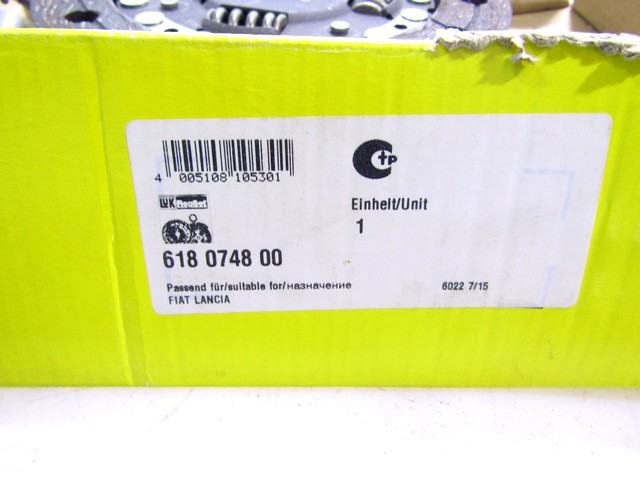 4 005108 105301
CTP
LuK RepSet
Einheit/Unit
1
618 0748 00
Passend für/suitable for/назначение
6022 7/15
FIAT LANCIA